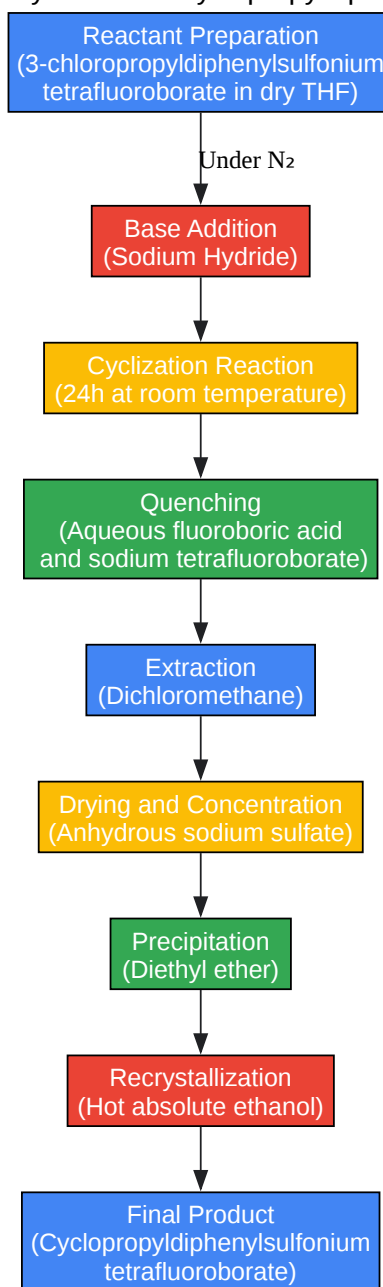 Reactant Preparation
(3-chloropropyldiphenylsulfonium
tetrafluoroborate in dry THF)
Under N₂
Base Addition
(Sodium Hydride)
Cyclization Reaction
(24h at room temperature)
Quenching
(Aqueous fluoroboric acid
and sodium tetrafluoroborate)
Extraction
(Dichloromethane)
Drying and Concentration
(Anhydrous sodium sulfate)
Precipitation
(Diethyl ether)
Recrystallization
(Hot absolute ethanol)
Final Product
(Cyclopropyldiphenylsulfonium
tetrafluoroborate)